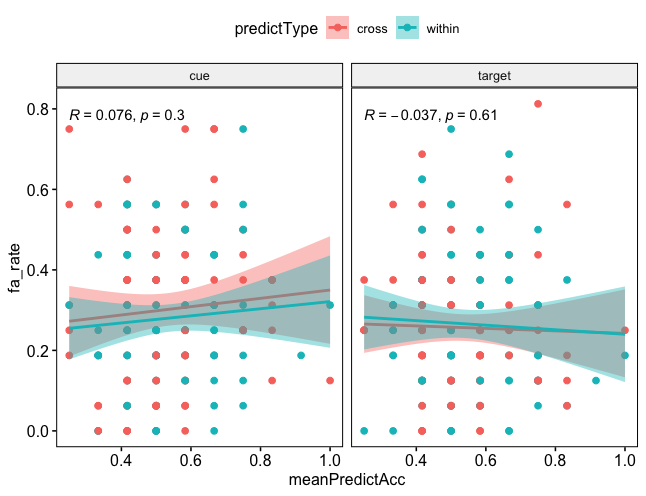 predictType cross within
cue target
R = 0.076, p = 0.3 R = −0.037, p = 0.61
fa_rate
0.8
0.6
0.4
0.2
0.0
0.4 0.6 0.8 1.0 0.4 0.6 0.8 1.0
meanPredictAcc